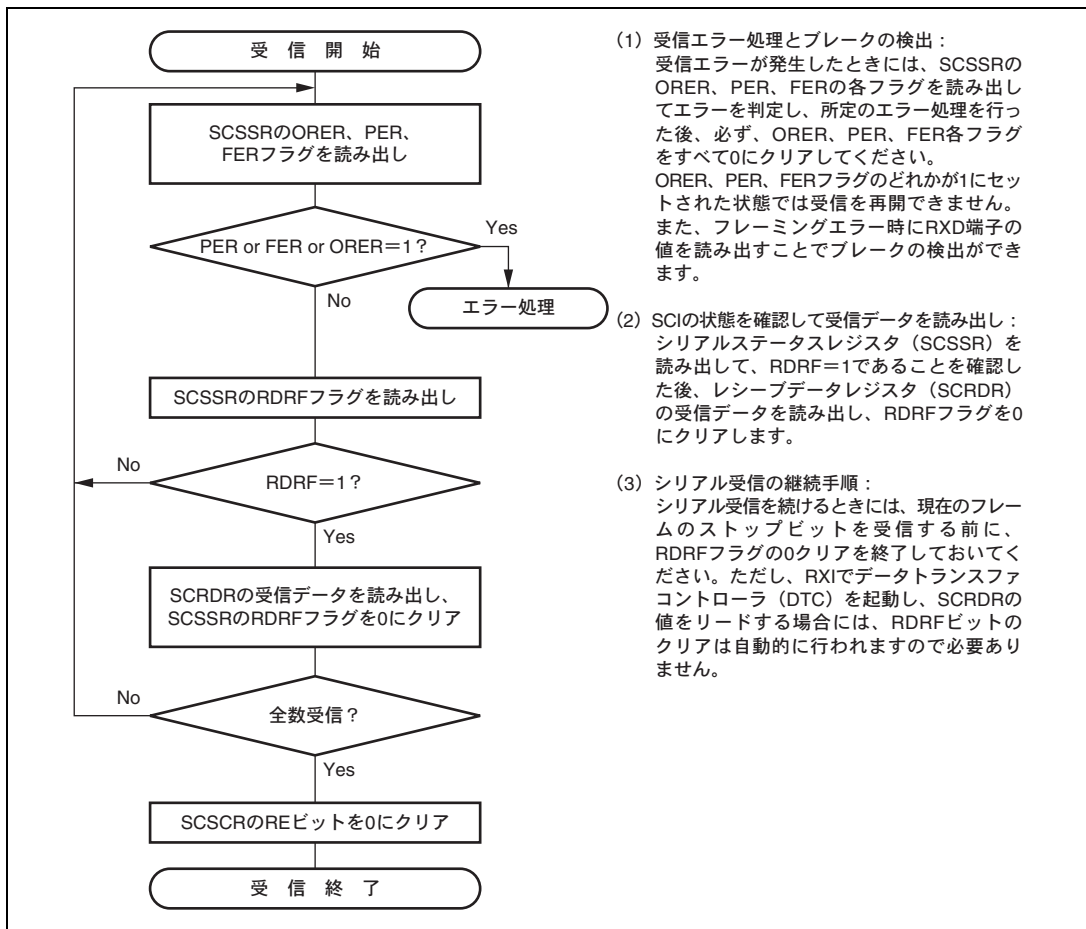 受 信 開 始
SCSSRのORER、PER、
FERフラグを読み出し
PER or FER or ORER＝1？
Yes
No
エラー処理
SCSSRのRDRFフラグを読み出し
No
RDRF＝1？
Yes
SCRDRの受信データを読み出し、
SCSSRのRDRFフラグを0にクリア
No
全数受信？
Yes
SCSCRのREビットを0にクリア
受 信 終 了
（1）受信エラー処理とブレークの検出：
受信エラーが発生したときには、SCSSRの
ORER、PER、FERの各フラグを読み出し
てエラーを判定し、所定のエラー処理を行っ
た後、必ず、ORER、PER、FER各フラグ
をすべて0にクリアしてください。
ORER、PER、FERフラグのどれかが1にセッ
トされた状態では受信を再開できません。
また、フレーミングエラー時にRXD端子の
値を読み出すことでブレークの検出ができ
ます。
（2）SCIの状態を確認して受信データを読み出し：
シリアルステータスレジスタ（SCSSR）を
読み出して、RDRF＝1であることを確認し
た後、レシーブデータレジスタ（SCRDR）
の受信データを読み出し、RDRFフラグを0
にクリアします。
（3）シリアル受信の継続手順：
シリアル受信を続けるときには、現在のフレー
ムのストップビットを受信する前に、
RDRFフラグの0クリアを終了しておいてく
ださい。ただし、RXIでデータトランスファ
コントローラ（DTC）を起動し、SCRDRの
値をリードする場合には、RDRFビットの
クリアは自動的に行われますので必要あり
ません。